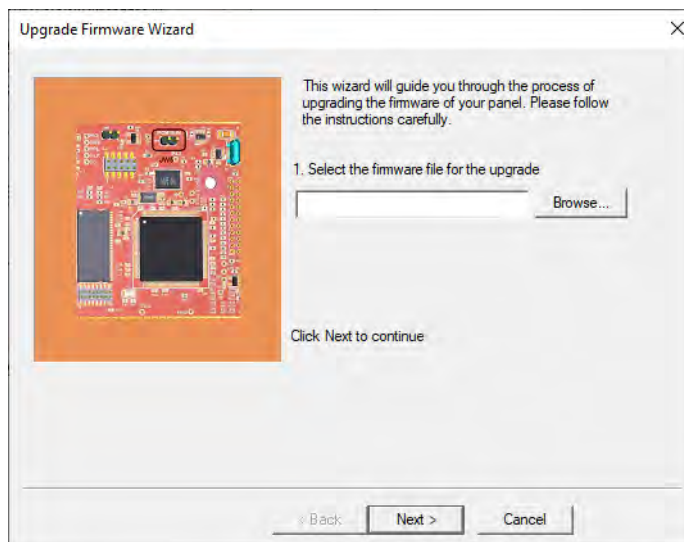 Upgrade Firmware Wizard
This wizard will guide you through the process of
upgrading the firmware of your panel. Please follow
the instructions carefully.
1. Select the firmware file for the upgrade
Browse...
Click Next to continue
< Back
Next >
Cancel